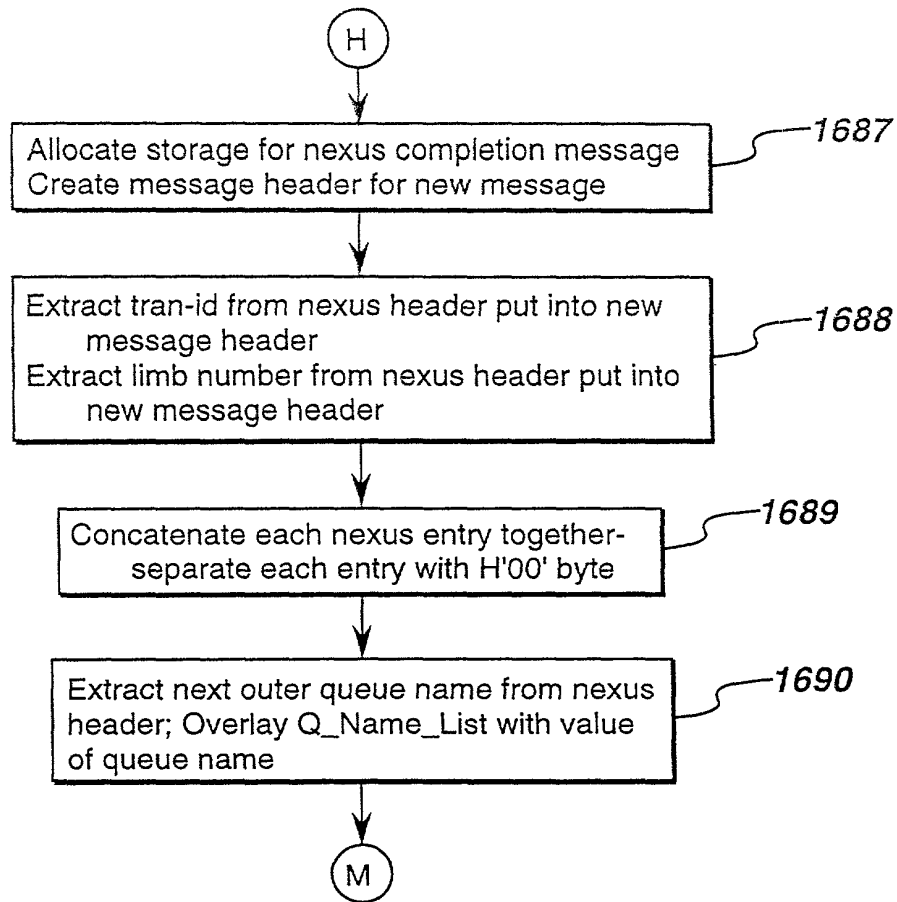 H
1687
Allocate storage for nexus completion message
Create message header for new message
1688
Extract tran-id from nexus header put into new
message header
Extract limb number from nexus header put into
new message header
1689
Concatenate each nexus entry together-
separate each entry with H'00' byte
1690
Extract next outer queue name from nexus
header; Overlay Q_Name_List with value
of queue name
M